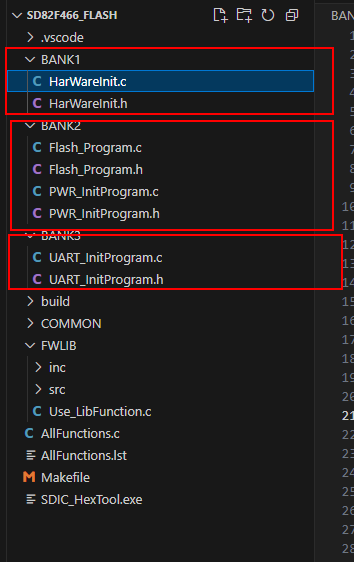 SD82F466_FLASH
.vscode
BANK1
C HarWareInit.c
C HarWareInit.h
BANK2
C Flash_Program.c
C Flash_Program.h
C PWR_InitProgram.c
C PWR_InitProgram.h
BANK3
C UART_InitProgram.c
C UART_InitProgram.h
build
COMMON
FWLIB
inc
src
C Use_LibFunction.c
C AllFunctions.c
AllFunctions.lst
M Makefile
SDIC_HexTool.exe
BAN
1
2
3
4
5
6
7
8
9
10
11
12
13
14
15
16
17
18
19
20
21
22
23
24
25
26
27
28